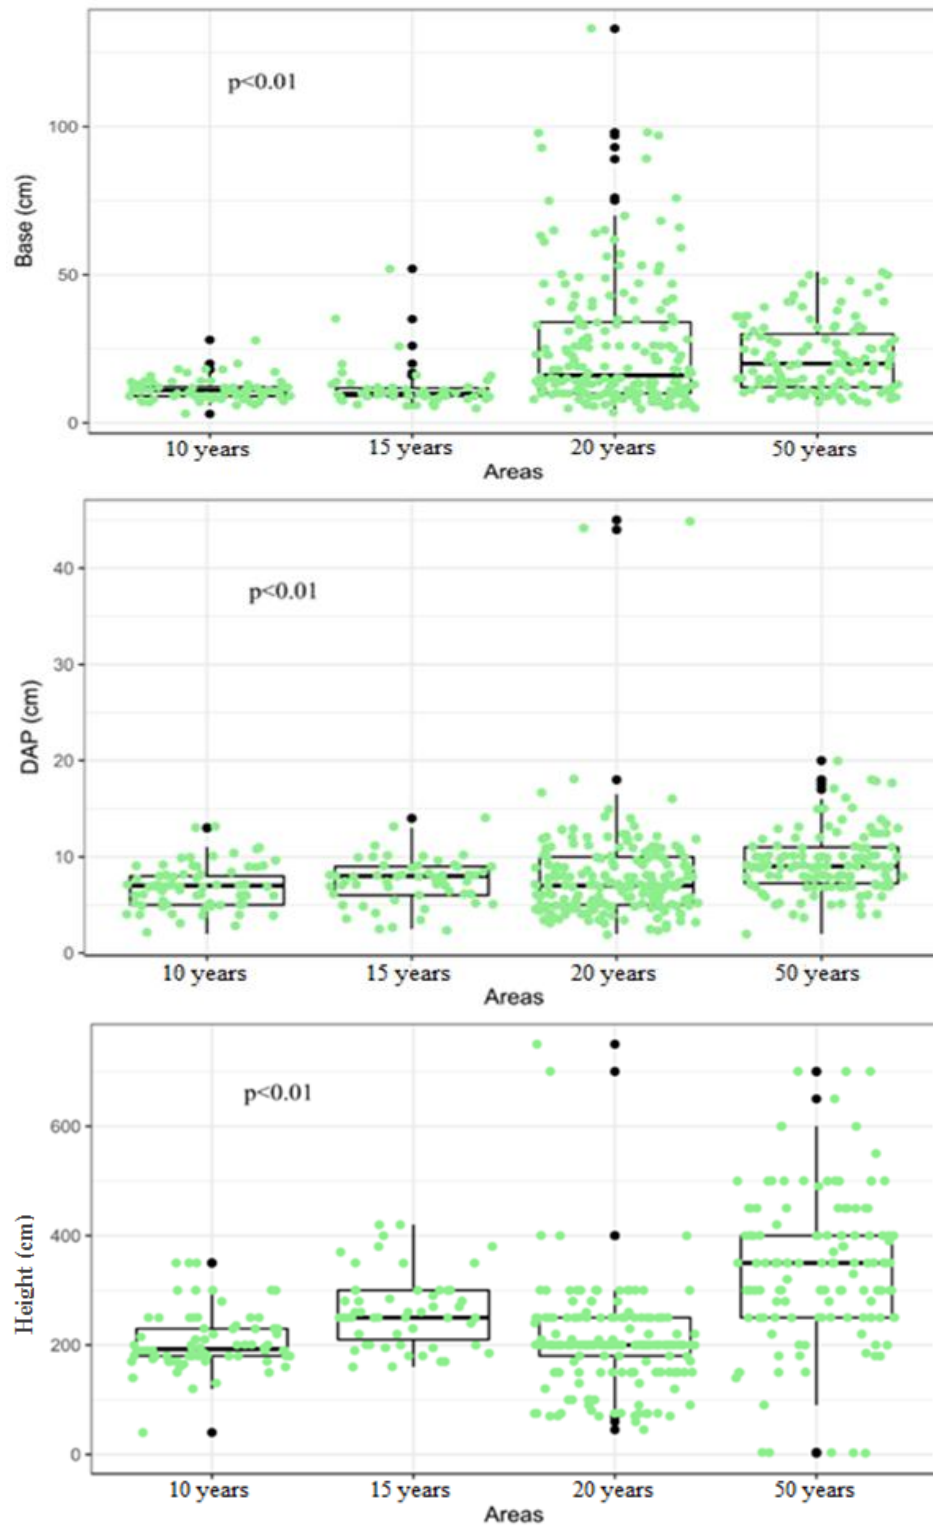 p<0.01
Base (cm)
100
50
0
10 years 15 years 20 years 50 years
Areas
p<0.01
DAP (cm)
40
30
20
10
0
10 years 15 years 20 years 50 years
Areas
p<0.01
Height (cm)
600
400
200
0
10 years 15 years 20 years 50 years
Areas